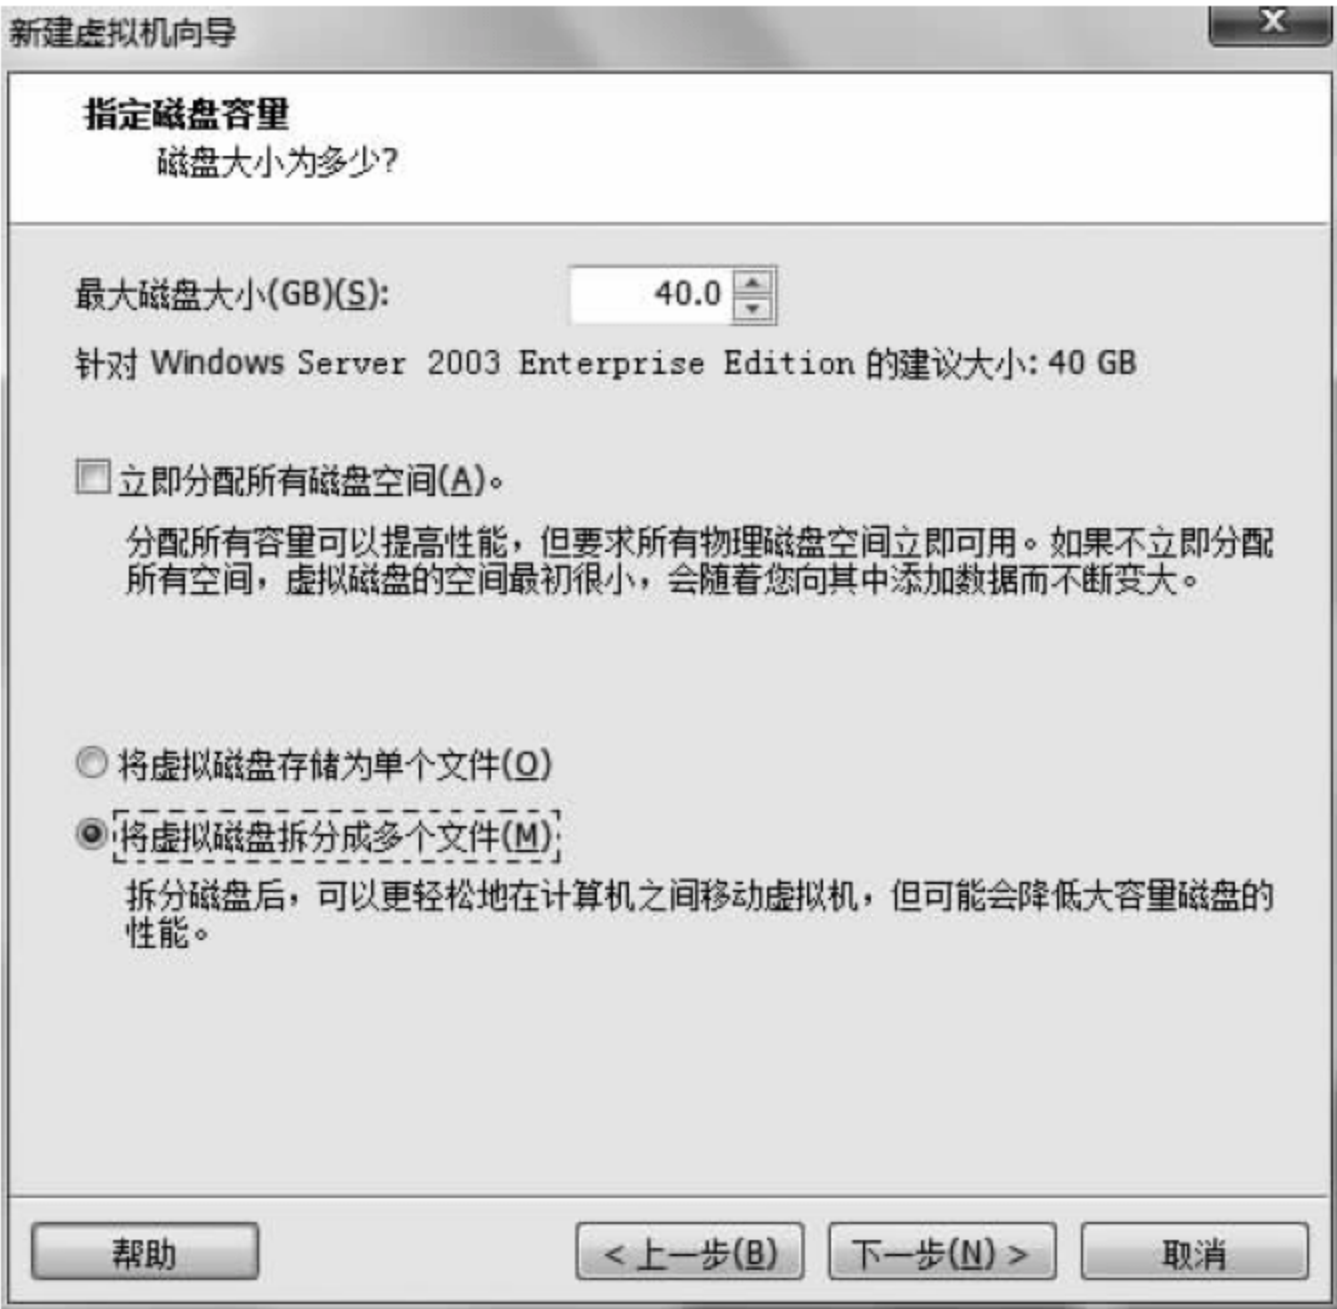 新建虚拟机向导
X
指定磁盘容量
磁盘大小为多少?
最大磁盘大小(GB)(S):
40.0
针对 Windows Server 2003 Enterprise Edition 的建议大小: 40 GB
立即分配所有磁盘空间(A)。
分配所有容量可以提高性能，但要求所有物理磁盘空间立即可用。如果不立即分配
所有空间，虚拟磁盘的空间最初很小，会随着您向其中添加数据而不断变大。
将虚拟磁盘存储为单个文件(O)
将虚拟磁盘拆分成多个文件(M)
拆分磁盘后，可以更轻松地在计算机之间移动虚拟机，但可能会降低大容量磁盘的
性能。
帮助
< 上一步(B)
下一步(N) >
取消